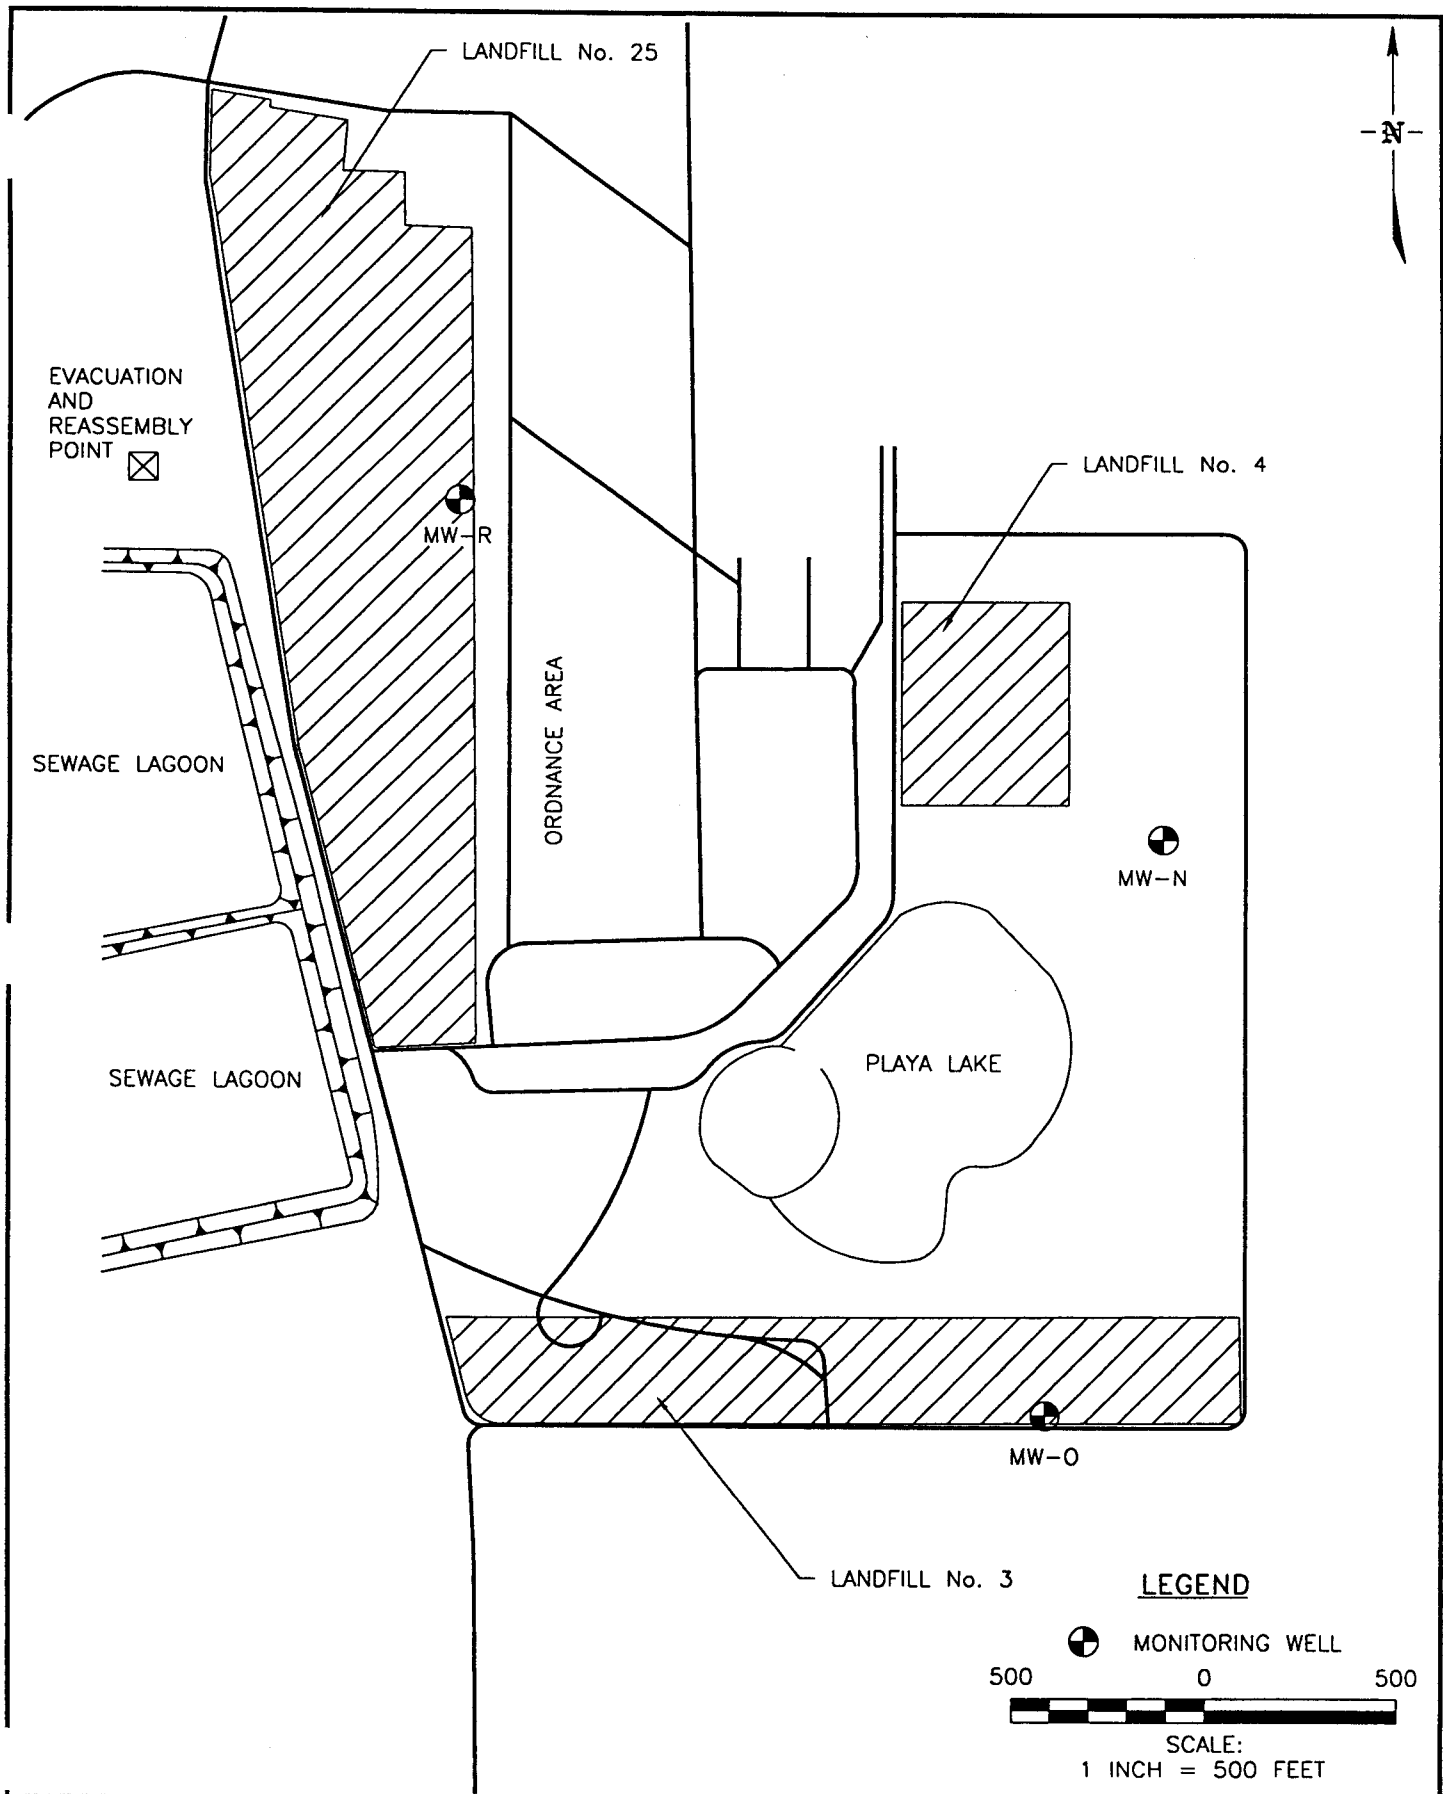 LANDFILL No. 25
-N-
EVACUATION
AND
REASSEMBLY
POINT
LANDFILL No. 4
MW-R
ORDNANCE AREA
SEWAGE LAGOON
MW-N
PLAYA LAKE
SEWAGE LAGOON
MW-O
LANDFILL No. 3
LEGEND
MONITORING WELL
500 0 500
SCALE:
1 INCH = 500 FEET